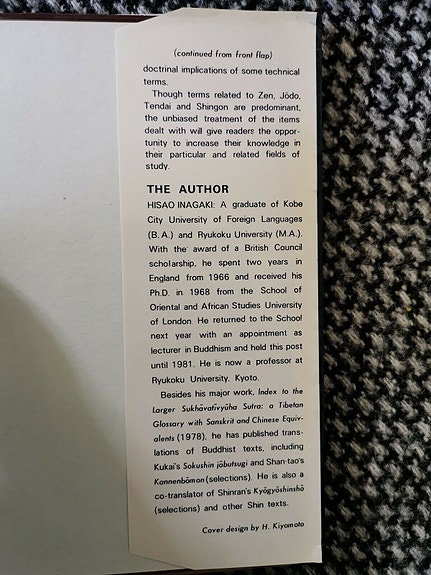 (continued from front flap)
doctrinal implications of some technical
terms.
Though terms related to Zen, Jōdo,
Tendai and Shingon are predominant,
the unbiased treatment of the items
dealt with will give readers the oppor-
tunity to increase their knowledge in
their particular and related fields of
study.
THE AUTHOR
HISAO INAGAKI: A graduate of Kobe
City University of Foreign Languages
(B.A.) and Ryukoku University (M.A.).
With the award of a British Council
scholarship, he spent two years in
England from 1966 and received his
Ph.D. in 1968 from the School of
Oriental and African Studies University
of London. He returned to the School
next year with an appointment as
lecturer in Buddhism and held this post
until 1981. He is now a professor at
Ryukoku University, Kyoto.
Besides his major work, Index to the
Larger Sukhāvatīvyūha Sutra: a Tibetan
Glossary with Sanskrit and Chinese Equiv-
alents (1978), he has published trans-
lations of Buddhist texts, including
Kukai's Sokushin jōbutsugi and Shan-tao's
Kannenbōmon (selections). He is also a
co-translator of Shinran's Kyōgyōshinshō
(selections) and other Shin texts.
Cover design by H. Kiyomoto